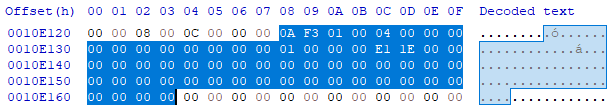 Offset(h) 00 01 02 03 04 05 06 07 08 09 0A 0B 0C 0D 0E 0F Decoded text
0010E120 00 00 08 00 0C 00 00 00 0A F3 01 00 04 00 00 00 .........ó......
0010E130 00 00 00 00 00 00 00 00 01 00 00 00 E1 1E 00 00 ............á...
0010E140 00 00 00 00 00 00 00 00 00 00 00 00 00 00 00 00 ................
0010E150 00 00 00 00 00 00 00 00 00 00 00 00 00 00 00 00 ................
0010E160 00 00 00 00 00 00 00 00 00 00 00 00 00 00 00 00 ................